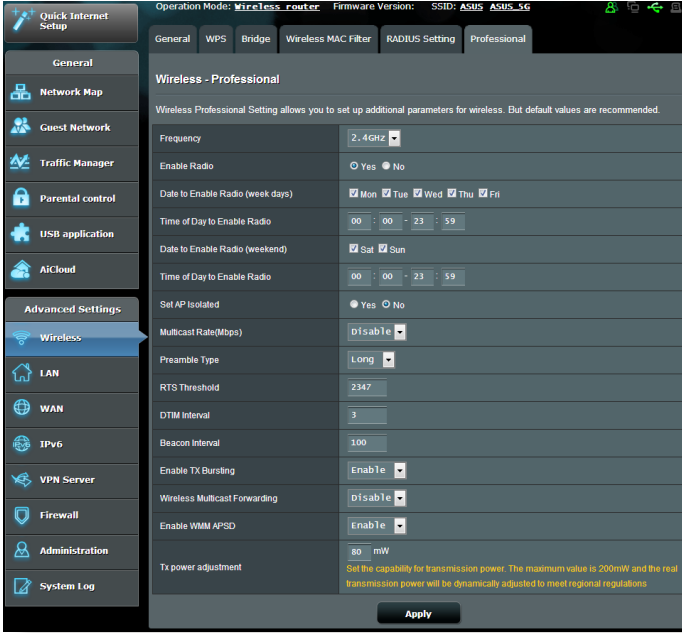 Quick Internet
Setup
Operation Mode: Wireless router Firmware Version: SSID: ASUS ASUS_5G
General WPS Bridge Wireless MAC Filter RADIUS Setting Professional
General
Network Map
Guest Network
Traffic Manager
Parental control
USB application
AiCloud
Advanced Settings
Wireless
LAN
WAN
IPv6
VPN Server
Firewall
Administration
System Log
Wireless - Professional
Wireless Professional Setting allows you to set up additional parameters for wireless. But default values are recommended.
Frequency 2.4GHz
Enable Radio Yes No
Date to Enable Radio (week days) Mon Tue Wed Thu Fri
Time of Day to Enable Radio 00 : 00 - 23 : 59
Date to Enable Radio (weekend) Sat Sun
Time of Day to Enable Radio 00 : 00 - 23 : 59
Set AP Isolated Yes No
Multicast Rate(Mbps) Disable
Preamble Type Long
RTS Threshold 2347
DTIM Interval 3
Beacon Interval 100
Enable TX Bursting Enable
Wireless Multicast Forwarding Disable
Enable WMM APSD Enable
Tx power adjustment 80 mW
Set the capability for transmission power. The maximum value is 200mW and the real
transmission power will be dynamically adjusted to meet regional regulations
Apply